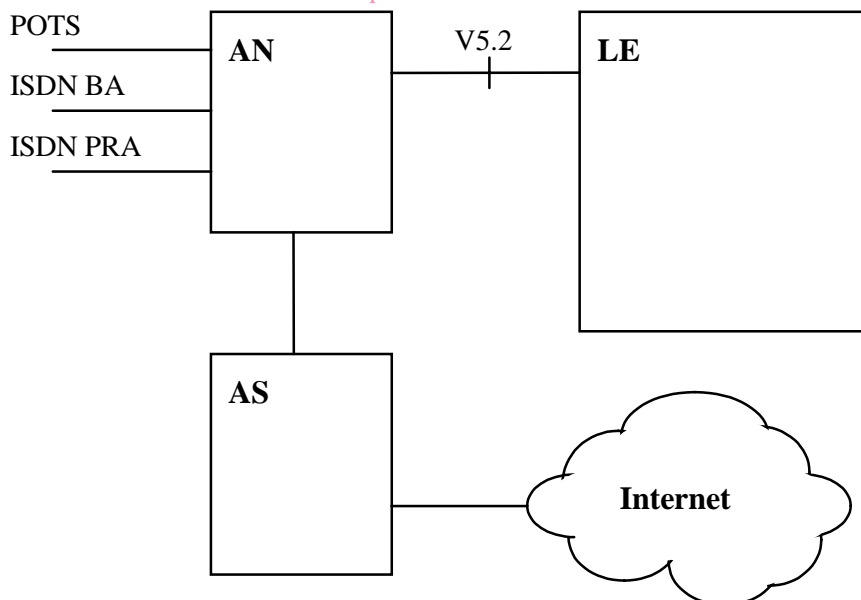 POTS
AN
V5.2
LE
ISDN BA
ISDN PRA
AS
Internet